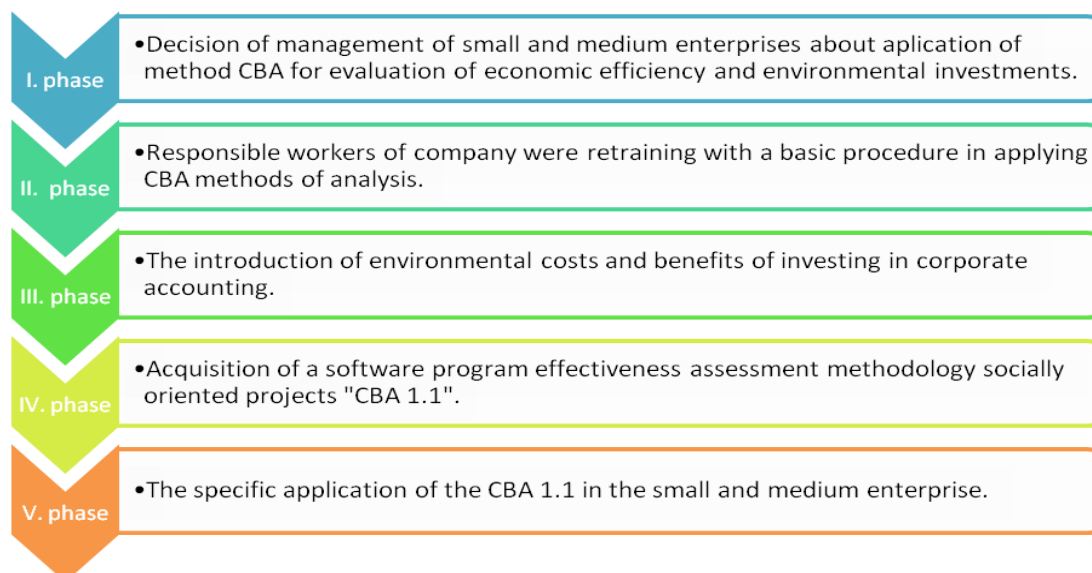 I. phase
•Decision of management of small and medium enterprises about aplication of
method CBA for evaluation of economic efficiency and environmental investments.
II. phase
•Responsible workers of company were retraining with a basic procedure in applying
CBA methods of analysis.
III. phase
•The introduction of environmental costs and benefits of investing in corporate
accounting.
IV. phase
•Acquisition of a software program effectiveness assessment methodology socially
oriented projects "CBA 1.1".
V. phase
•The specific application of the CBA 1.1 in the small and medium enterprise.